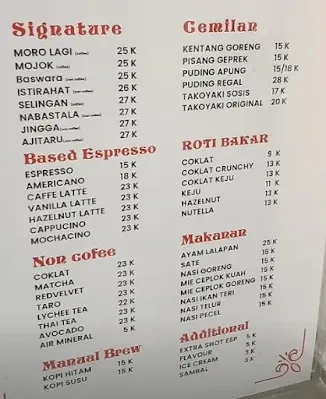 Signature
MORO LAGI (coffee) 25 K
MOJOK (coffee) 25 K
Baswara 26 K
ISTIRAHAT 26 K
SELINGAN 27 K
NABASTALA 27 K
JINGGA 27 K
AJITARU 27 K
Based Espresso
ESPRESSO 15 K
AMERICANO 18 K
CAFFE LATTE 23 K
VANILLA LATTE 23 K
HAZELNUT LATTE 23 K
CAPPUCINO 23 K
MOCHACINO 23 K
Non cofee
COKLAT 23 K
MATCHA 23 K
REDVELVET 23 K
TARO 23 K
LYCHEE TEA 22 K
THAI TEA 23 K
AVOCADO 23 K
AIR MINERAL 5 K
Manual Brew
KOPI HITAM 15 K
KOPI SUSU 15 K
Cemilan
KENTANG GORENG 15 K
PISANG GEPREK 15 K
PUDING APUNG 15/18 K
PUDING REGAL 28 K
TAKOYAKI SOSIS 17 K
TAKOYAKI ORIGINAL 20 K
ROTI BAKAR
COKLAT 9 K
COKLAT CRUNCHY 13 K
COKLAT KEJU 13 K
KEJU 11 K
HAZELNUT 13 K
NUTELLA 13 K
Makanan
AYAM LALAPAN 25 K
SATE 15 K
NASI GORENG 15 K
MIE CEPLOK KUAH 15 K
MIE CEPLOK GORENG 15 K
NASI IKAN TERI 15 K
NASI TELUR 15 K
NASI PECEL 15 K
Additional
EXTRA SHOT ESP 5 K
FLAVOUR 5 K
ICE CREAM 3 K
SAMBAL 3 K